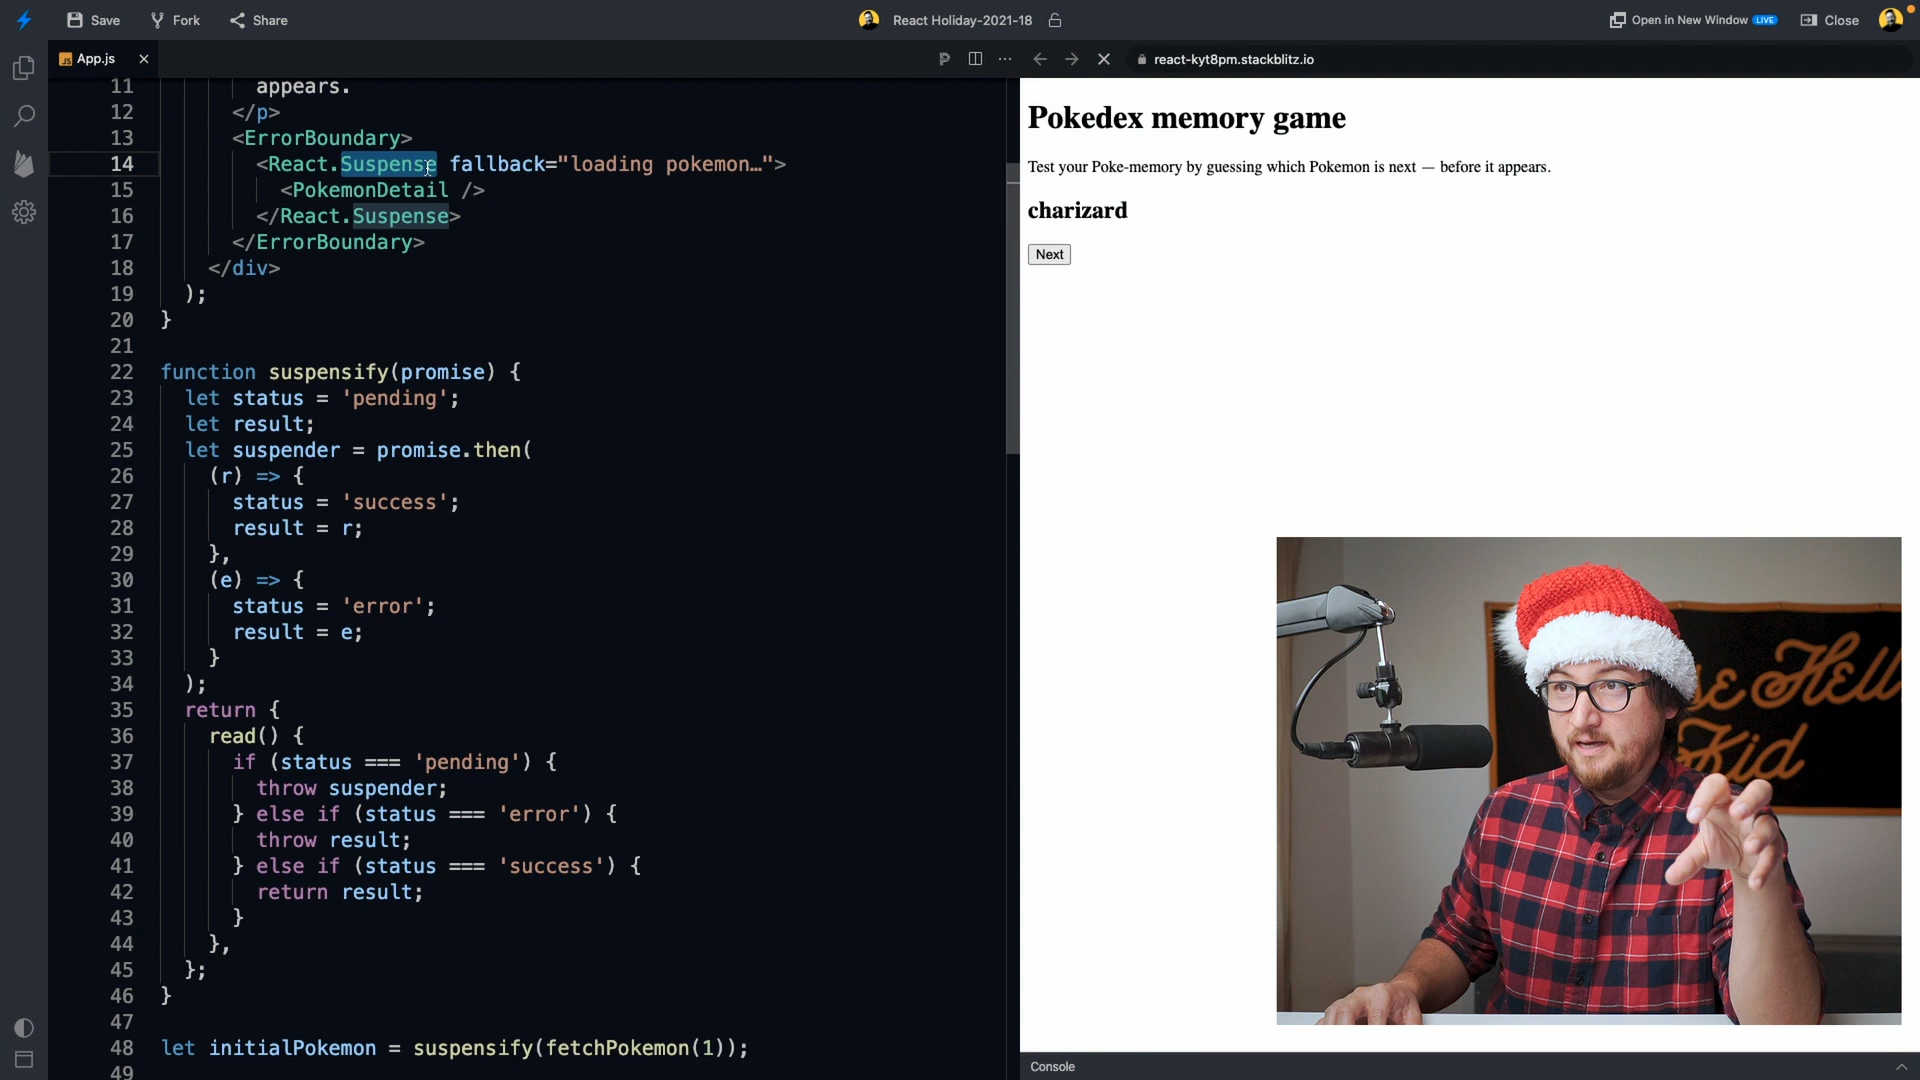 Save
Fork
Share
React Holiday-2021-18
Open in New Window LIVE
Close
JS App.js
react-kyt8pm.stackblitz.io
11 appears.
12 </p>
13 <ErrorBoundary>
14 <React.Suspense fallback="loading pokemon…">
15 <PokemonDetail />
16 </React.Suspense>
17 </ErrorBoundary>
18 </div>
19 );
20 }
21
22 function suspensify(promise) {
23 let status = 'pending';
24 let result;
25 let suspender = promise.then(
26 (r) => {
27 status = 'success';
28 result = r;
29 },
30 (e) => {
31 status = 'error';
32 result = e;
33 }
34 );
35 return {
36 read() {
37 if (status === 'pending') {
38 throw suspender;
39 } else if (status === 'error') {
40 throw result;
41 } else if (status === 'success') {
42 return result;
43 }
44 },
45 };
46 }
47
48 let initialPokemon = suspensify(fetchPokemon(1));
49
Pokedex memory game
Test your Poke-memory by guessing which Pokemon is next — before it appears.
charizard
Next
Hell
Kid
Console